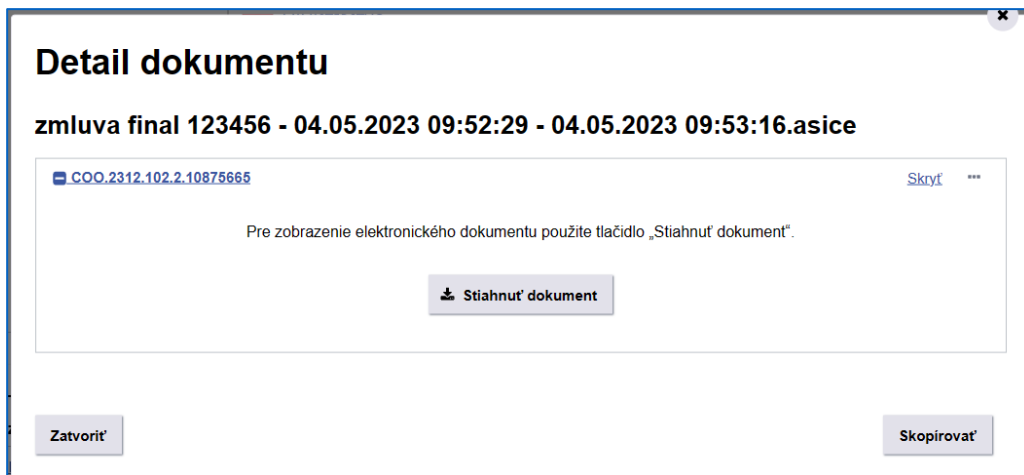 Detail dokumentu
zmluva final 123456 - 04.05.2023 09:52:29 - 04.05.2023 09:53:16.asice
COO.2312.102.2.10875665 Skryť •••
Pre zobrazenie elektronického dokumentu použite tlačidlo „Stiahnuť dokument“.
Stiahnuť dokument
Zatvoriť Skopírovať